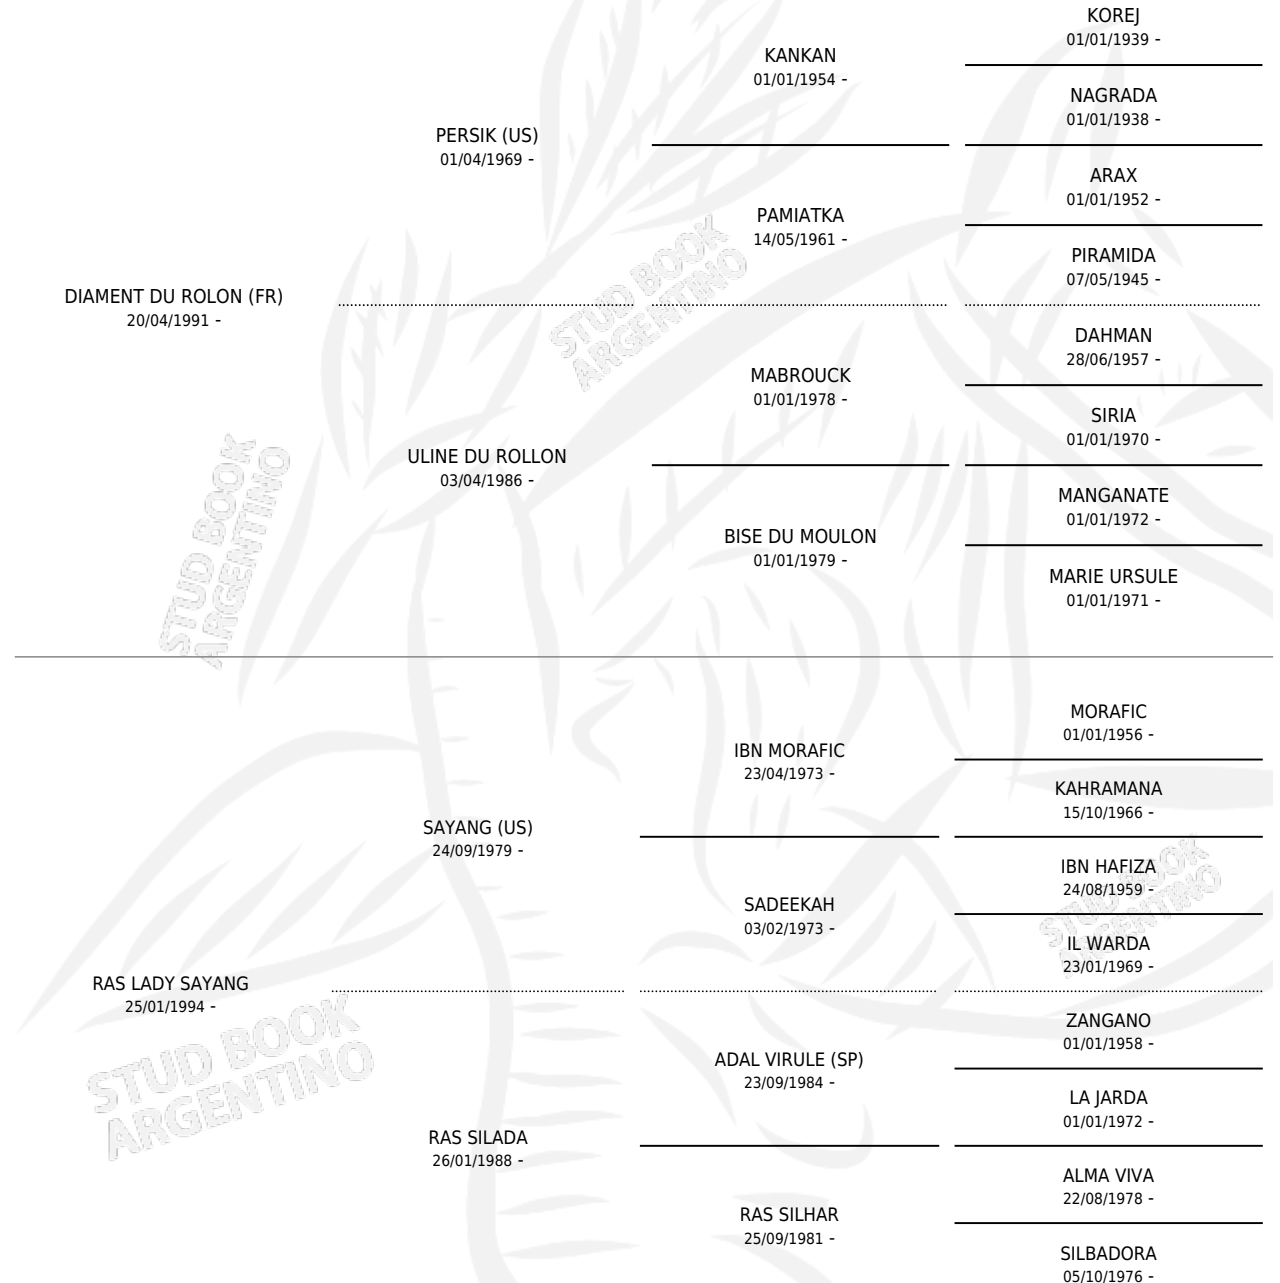 KOREJ
01/01/1939 -
KANKAN
01/01/1954 -
NAGRADA
01/01/1938 -
PERSIK (US)
01/04/1969 -
ARAX
01/01/1952 -
PAMIATKA
14/05/1961 -
PIRAMIDA
07/05/1945 -
DIAMENT DU ROLON (FR)
20/04/1991 -
STUD BOOK
ARGENTINO
DAHMAN
28/06/1957 -
MABROUCK
01/01/1978 -
SIRIA
01/01/1970 -
ULINE DU ROLLON
03/04/1986 -
MANGANATE
01/01/1972 -
BISE DU MOULON
01/01/1979 -
MARIE URSULE
01/01/1971 -
STUD BOOK
ARGENTINO
MORAFIC
01/01/1956 -
IBN MORAFIC
23/04/1973 -
KAHRAMANA
15/10/1966 -
SAYANG (US)
24/09/1979 -
IBN HAFIZA
24/08/1959 -
SADEEKAH
03/02/1973 -
IL WARDA
23/01/1969 -
STUD BOOK
ARGENTINO
RAS LADY SAYANG
25/01/1994 -
ZANGANO
01/01/1958 -
ADAL VIRULE (SP)
23/09/1984 -
LA JARDA
01/01/1972 -
STUD BOOK
ARGENTINO
RAS SILADA
26/01/1988 -
ALMA VIVA
22/08/1978 -
RAS SILHAR
25/09/1981 -
SILBADORA
05/10/1976 -